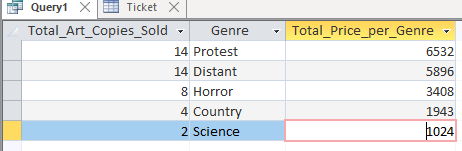 Query1 Ticket
Total_Art_Copies_Sold Genre Total_Price_per_Genre
14 Protest 6532
14 Distant 5896
8 Horror 3408
4 Country 1943
2 Science 1024